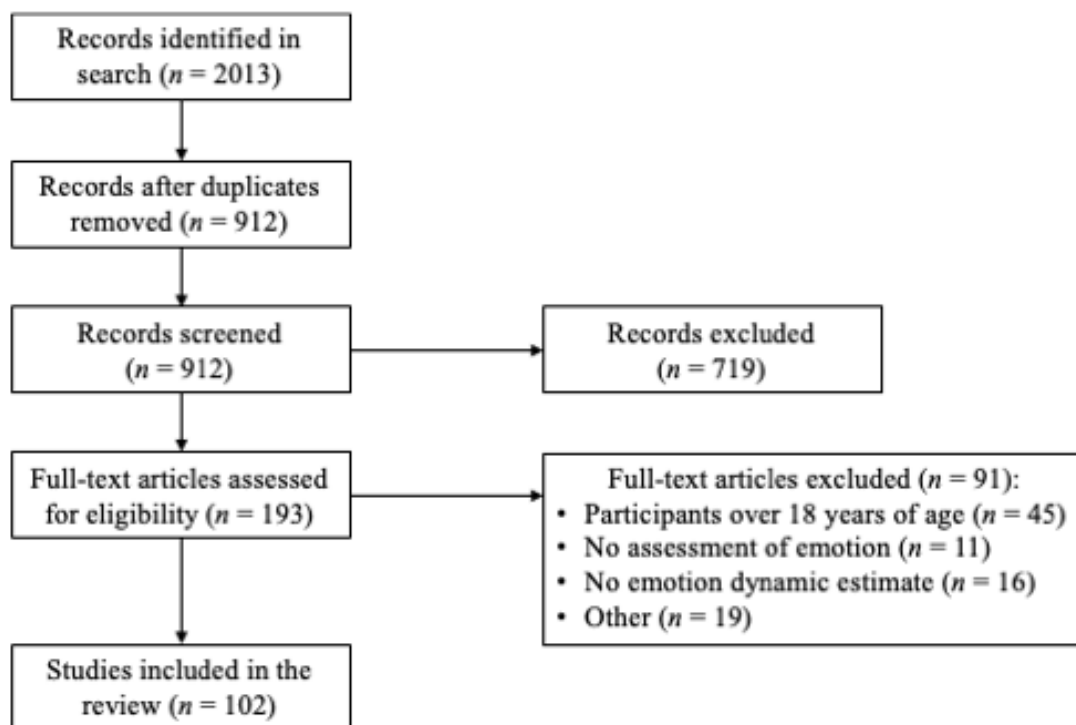 Records identified in
search (n = 2013)
Records after duplicates
removed (n = 912)
Records screened
(n = 912)
Records excluded
(n = 719)
Full-text articles assessed
for eligibility (n = 193)
Full-text articles excluded (n = 91):
• Participants over 18 years of age (n = 45)
• No assessment of emotion (n = 11)
• No emotion dynamic estimate (n = 16)
• Other (n = 19)
Studies included in the
review (n = 102)